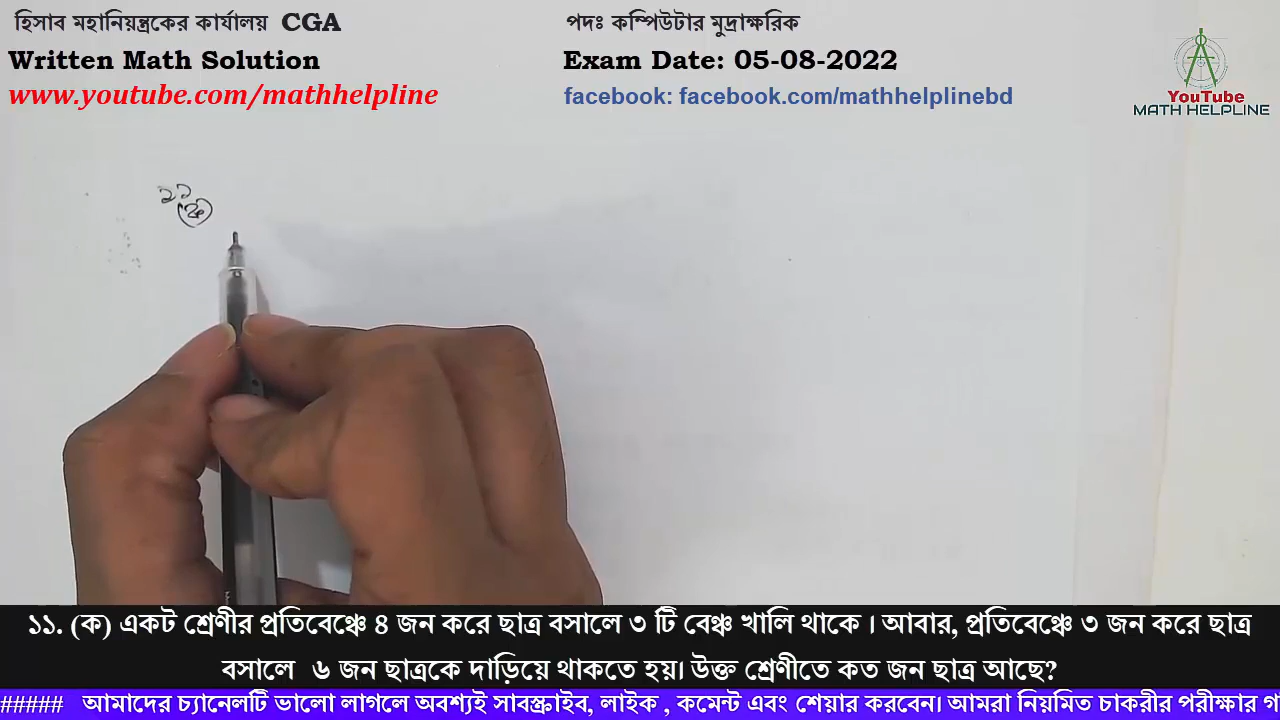 হিসাব মহানিয়ন্ত্রকের কার্যালয় CGA
পদঃ কম্পিউটার মুদ্রাক্ষরিক
Written Math Solution
Exam Date: 05-08-2022
www.youtube.com/mathhelpline
facebook: facebook.com/mathhelplinebd
YouTube
MATH HELPLINE
১১
(ক)
১১. (ক) একট শ্রেণীর প্রতিবেঞ্চে 4 জন করে ছাত্র বসালে ৩ টি বেঞ্চ খালি থাকে। আবার, প্রতিবেঞ্চে ৩ জন করে ছাত্র
বসালে ৬ জন ছাত্রকে দাড়িয়ে থাকতে হয়। উক্ত শ্রেণীতে কত জন ছাত্র আছে?
##### আমাদের চ্যানেলটি ভালো লাগলে অবশ্যই সাবস্ক্রাইব, লাইক , কমেন্ট এবং শেয়ার করবেন। আমরা নিয়মিত চাকরীর পরীক্ষার গ